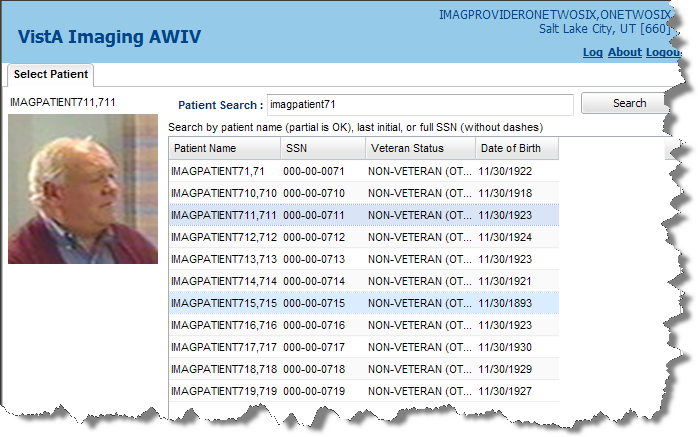 IMAGPROVIDERONETWOSIX,ONETWOSIX
VistA Imaging AWIV
Salt Lake City, UT [660]
Log About Logou
Select Patient
IMAGPATIENT711,711
Patient Search : imagpatient71 Search
Search by patient name (partial is OK), last initial, or full SSN (without dashes)
Patient Name SSN Veteran Status Date of Birth
IMAGPATIENT71,71 000-00-0071 NON-VETERAN (OT... 11/30/1922
IMAGPATIENT710,710 000-00-0710 NON-VETERAN (OT... 11/30/1918
IMAGPATIENT711,711 000-00-0711 NON-VETERAN (OT... 11/30/1923
IMAGPATIENT712,712 000-00-0712 NON-VETERAN (OT... 11/30/1924
IMAGPATIENT713,713 000-00-0713 NON-VETERAN (OT... 11/30/1923
IMAGPATIENT714,714 000-00-0714 NON-VETERAN (OT... 11/30/1921
IMAGPATIENT715,715 000-00-0715 NON-VETERAN (OT... 11/30/1893
IMAGPATIENT716,716 000-00-0716 NON-VETERAN (OT... 11/30/1923
IMAGPATIENT717,717 000-00-0717 NON-VETERAN (OT... 11/30/1930
IMAGPATIENT718,718 000-00-0718 NON-VETERAN (OT... 11/30/1929
IMAGPATIENT719,719 000-00-0719 NON-VETERAN (OT... 11/30/1927